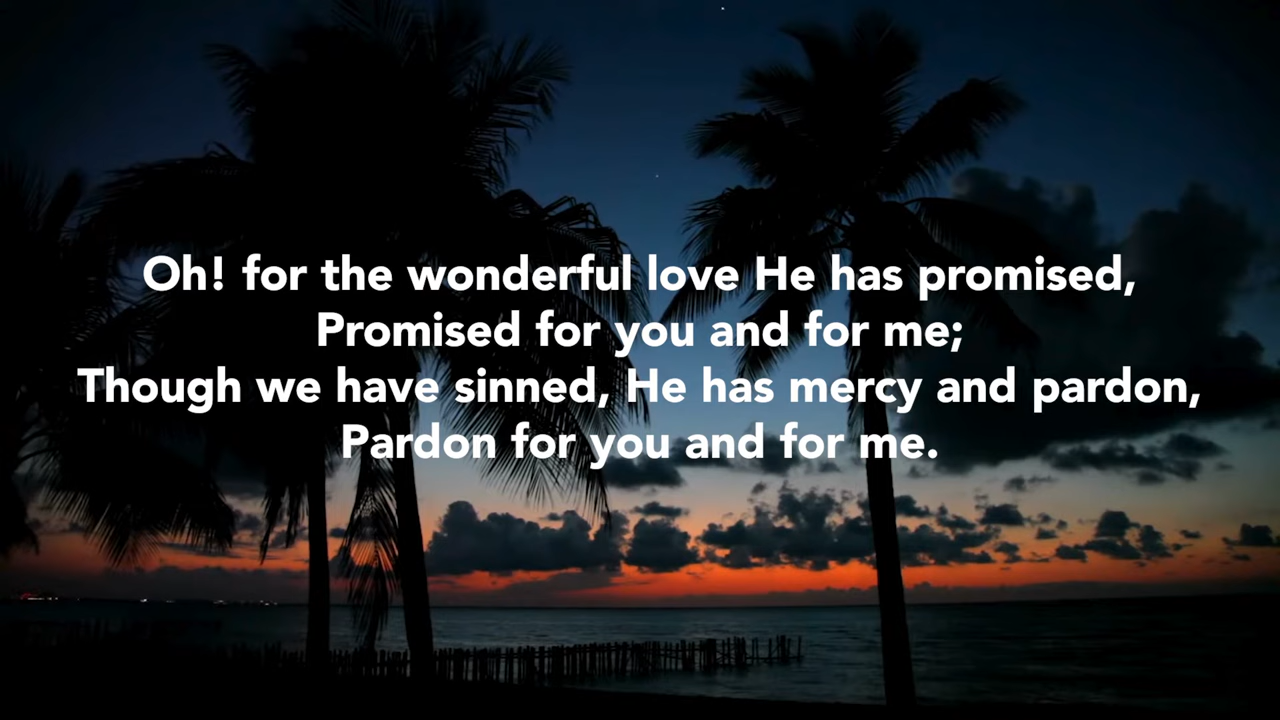 Oh! for the wonderful love He has promised,
Promised for you and for me;
Though we have sinned, He has mercy and pardon,
Pardon for you and for me.